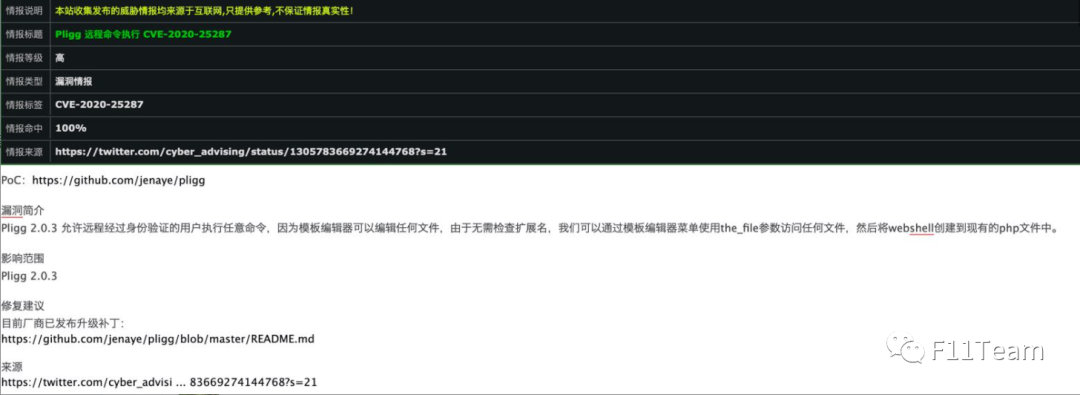 情报说明 本站收集发布的威胁情报均来源于互联网,只提供参考,不保证情报真实性!
情报标题 Pligg 远程命令执行 CVE-2020-25287
情报等级 高
情报类型 漏洞情报
情报标签 CVE-2020-25287
情报命中 100%
情报来源 https://twitter.com/cyber_advising/status/1305783669274144768?s=21
PoC：https://github.com/jenaye/pligg
漏洞简介
Pligg 2.0.3 允许远程经过身份验证的用户执行任意命令，因为模板编辑器可以编辑任何文件，由于无需检查扩展名，我们可以通过模板编辑器菜单使用the_file参数访问任何文件，然后将webshell创建到现有的php文件中。
影响范围
Pligg 2.0.3
修复建议
目前厂商已发布升级补丁：
https://github.com/jenaye/pligg/blob/master/README.md
来源
https://twitter.com/cyber_advisi ... 83669274144768?s=21
F11Team